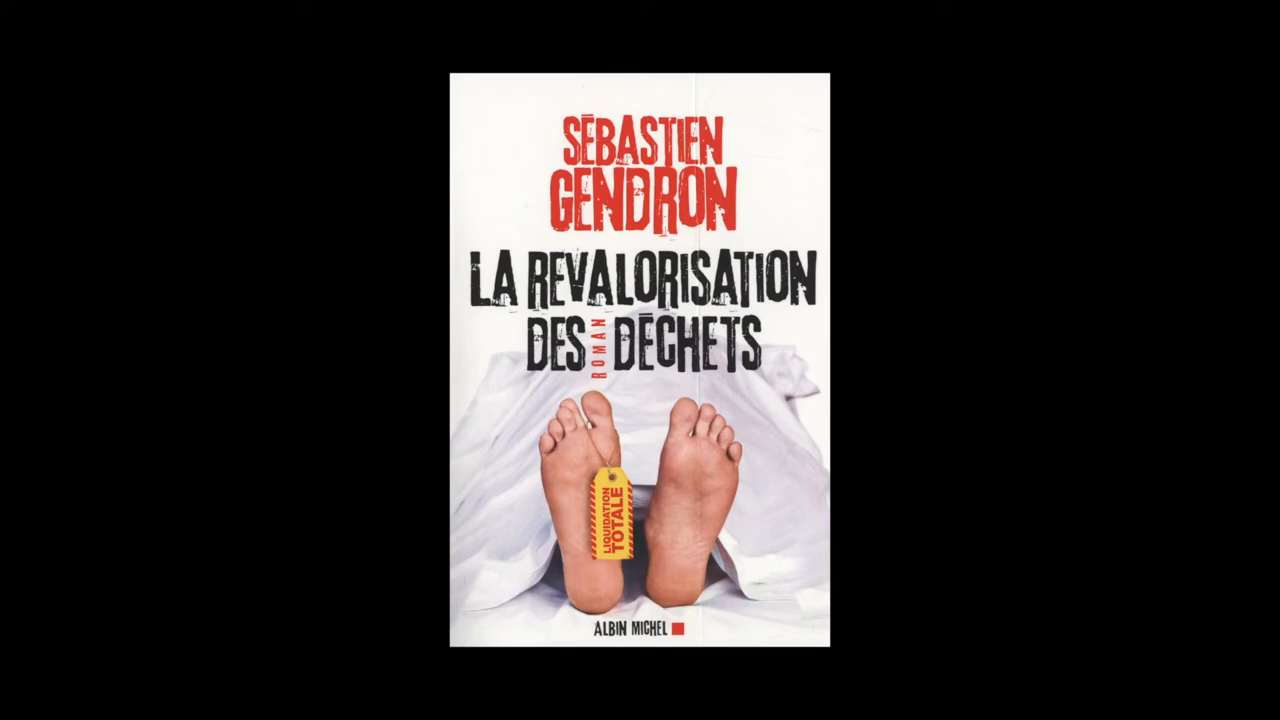 SÉBASTIEN
GENDRON
LA REVALORISATION
DES ROMAN DÉCHETS
LIQUIDATION
TOTALE
ALBIN MICHEL